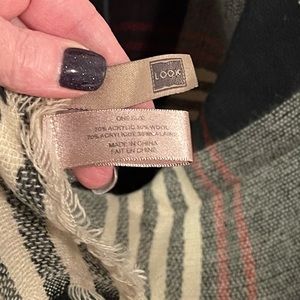 LOOK
ONE SIZE
70% ACRYLIC 30% WOOL
70% ACRYLIQUE 30% LAINE
MADE IN CHINA
FAIT EN CHINE